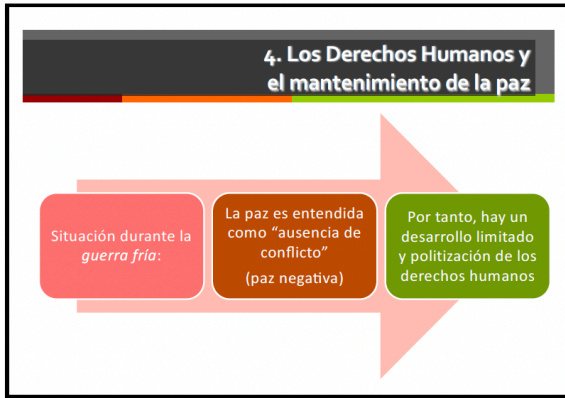 4. Los Derechos Humanos y
el mantenimiento de la paz
Situación durante la
guerra fría:
La paz es entendida
como “ausencia de
conflicto”
(paz negativa)
Por tanto, hay un
desarrollo limitado
y politización de los
derechos humanos